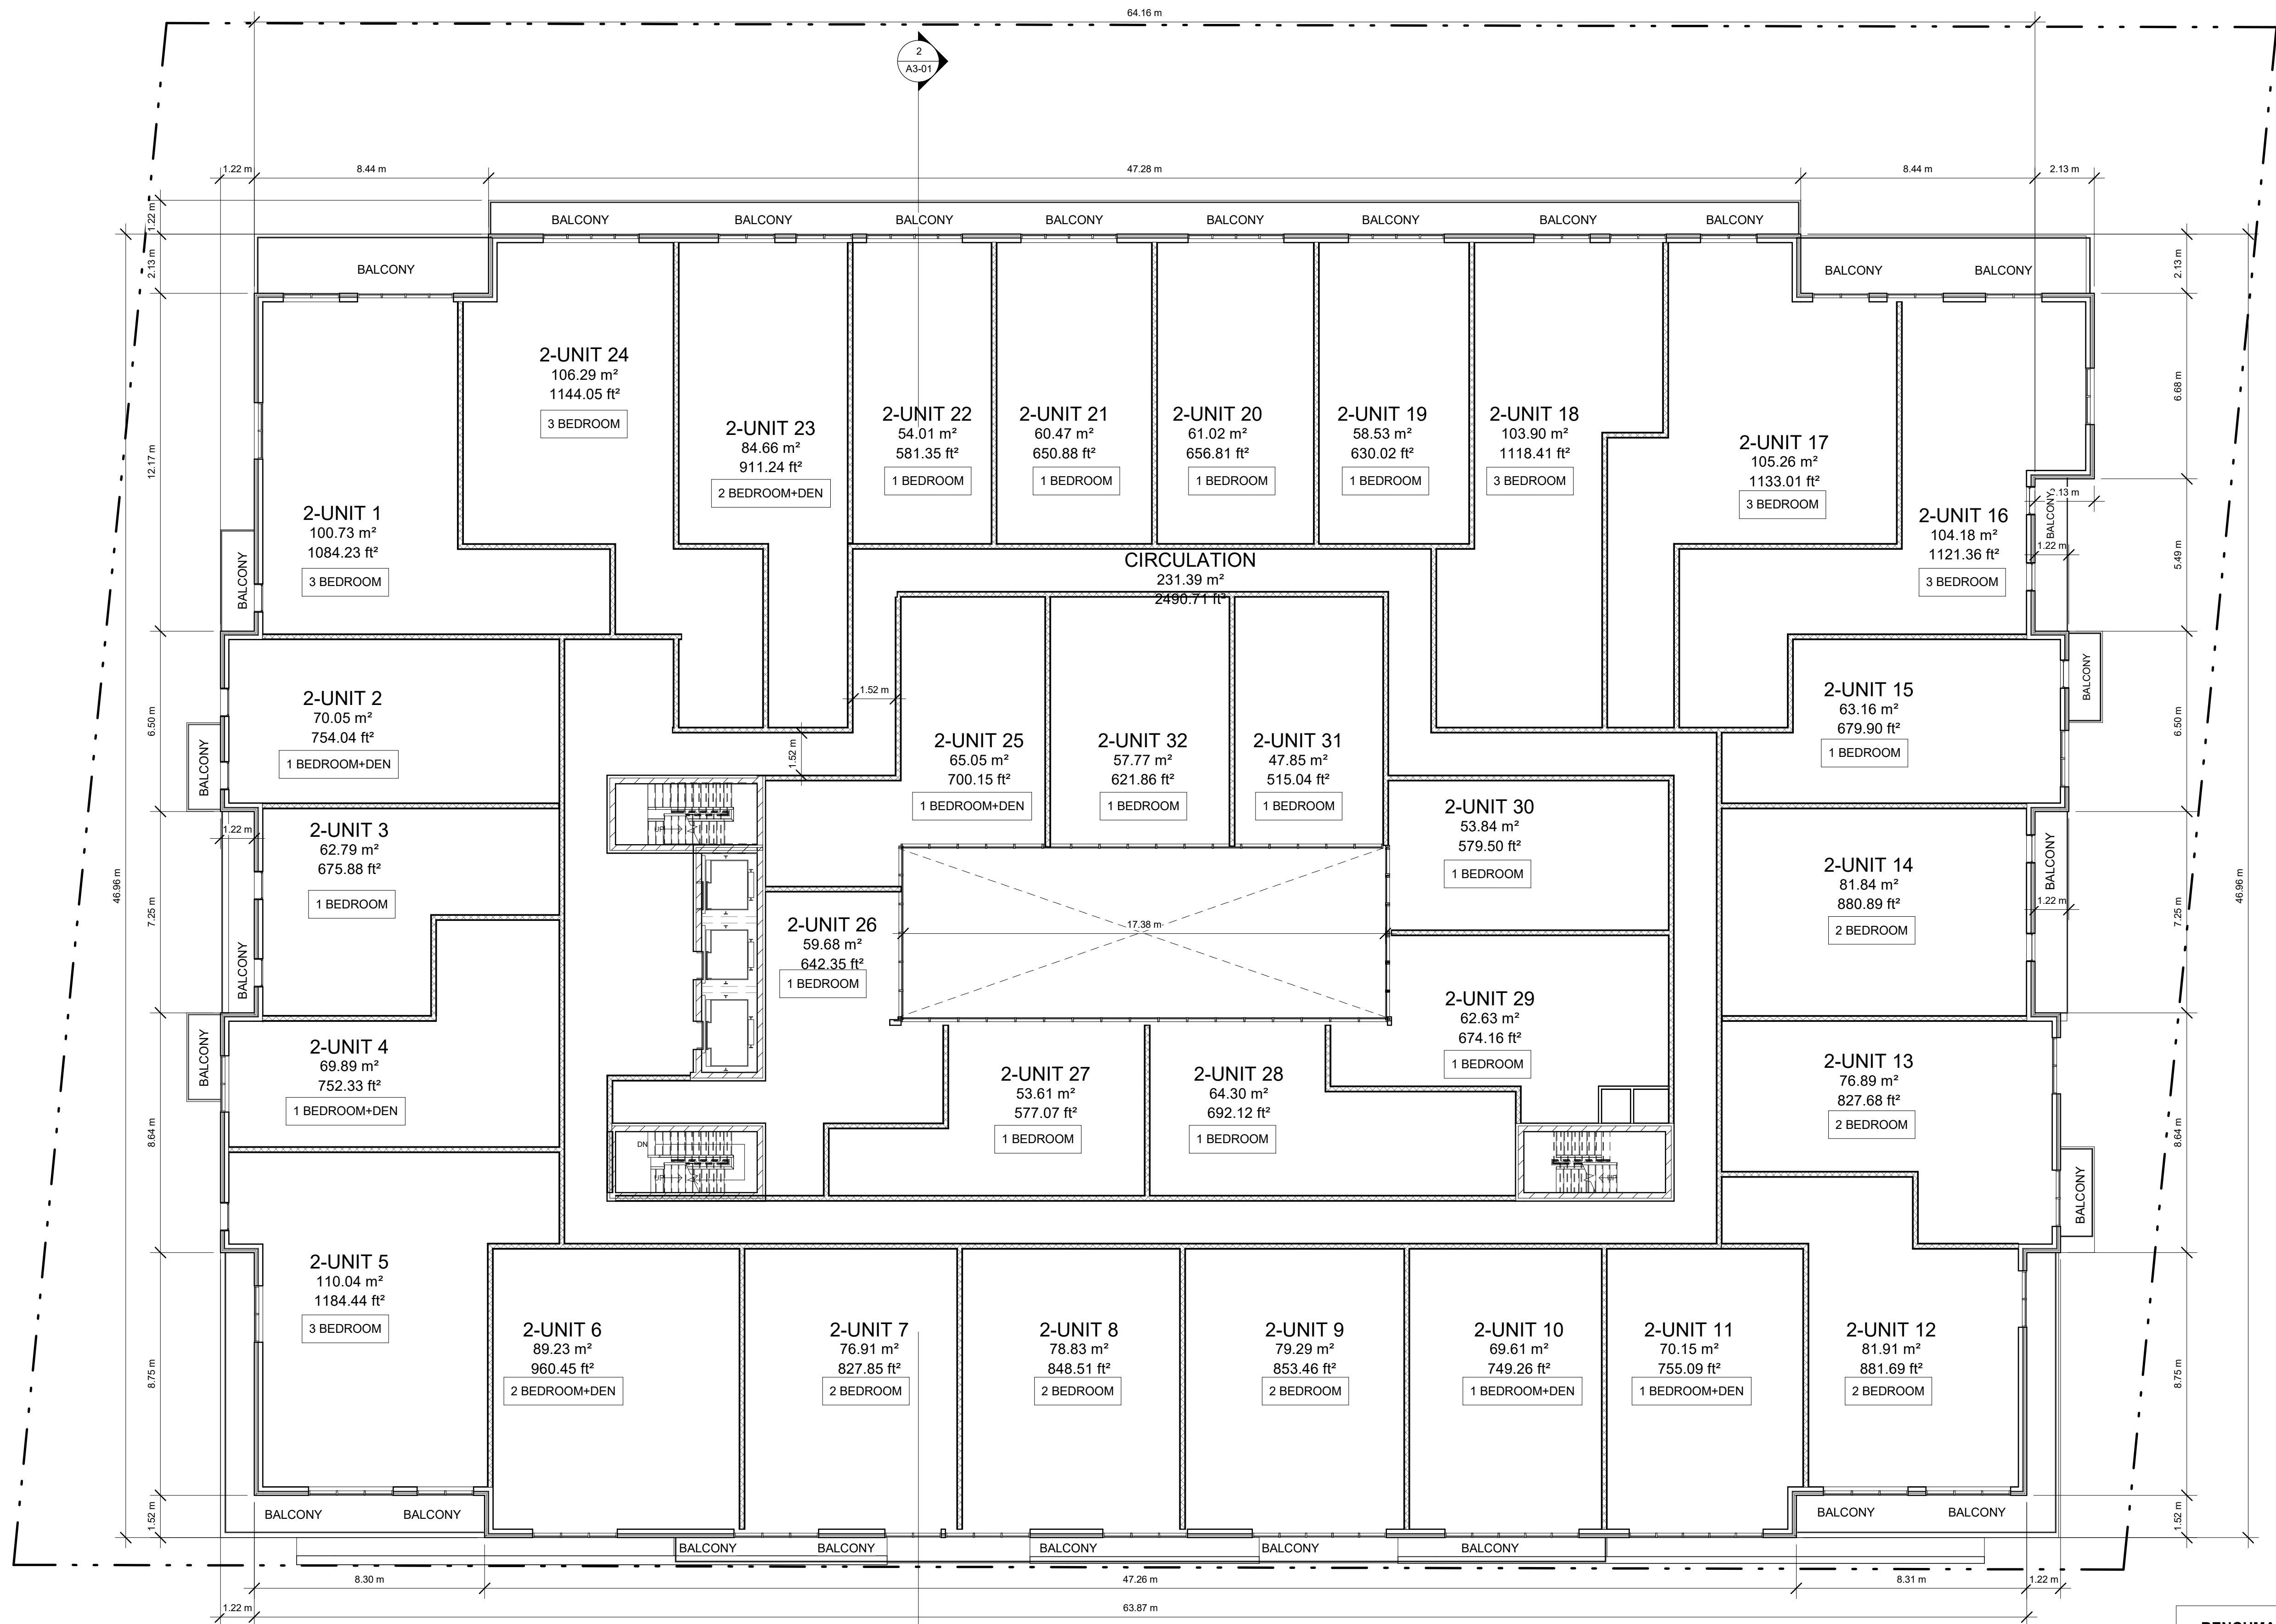 64.16 m
2
A3-01
1.22 m
8.44 m
47.28 m
8.44 m
2.13 m
1.22 m
2.13 m
12.17 m
6.50 m
7.25 m
8.64 m
8.75 m
1.52 m
46.96 m
BALCONY
BALCONY
BALCONY
BALCONY
BALCONY
BALCONY
BALCONY
BALCONY
BALCONY
BALCONY
BALCONY
2.13 m
6.68 m
5.49 m
6.50 m
7.25 m
8.64 m
8.75 m
1.52 m
46.96 m
2-UNIT 24
106.29 m²
1144.05 ft²
3 BEDROOM
2-UNIT 23
84.66 m²
911.24 ft²
2 BEDROOM+DEN
2-UNIT 22
54.01 m²
581.35 ft²
1 BEDROOM
2-UNIT 21
60.47 m²
650.88 ft²
1 BEDROOM
2-UNIT 20
61.02 m²
656.81 ft²
1 BEDROOM
2-UNIT 19
58.53 m²
630.02 ft²
1 BEDROOM
2-UNIT 18
103.90 m²
1118.41 ft²
3 BEDROOM
2-UNIT 17
105.26 m²
1133.01 ft²
3 BEDROOM
2-UNIT 1
100.73 m²
1084.23 ft²
3 BEDROOM
BALCONY
2-UNIT 16
104.18 m²
1121.36 ft²
3 BEDROOM
BALCONY
.13 m
1.22 m
CIRCULATION
231.39 m²
2490.71 ft²
2-UNIT 2
70.05 m²
754.04 ft²
1 BEDROOM+DEN
BALCONY
1.52 m
1.52 m
2-UNIT 25
65.05 m²
700.15 ft²
1 BEDROOM+DEN
2-UNIT 32
57.77 m²
621.86 ft²
1 BEDROOM
2-UNIT 31
47.85 m²
515.04 ft²
1 BEDROOM
2-UNIT 15
63.16 m²
679.90 ft²
1 BEDROOM
BALCONY
2-UNIT 30
53.84 m²
579.50 ft²
1 BEDROOM
1.22 m
2-UNIT 3
62.79 m²
675.88 ft²
1 BEDROOM
BALCONY
UP
2-UNIT 14
81.84 m²
880.89 ft²
2 BEDROOM
BALCONY
1.22 m
2-UNIT 26
59.68 m²
642.35 ft²
1 BEDROOM
17.38 m
2-UNIT 29
62.63 m²
674.16 ft²
1 BEDROOM
2-UNIT 4
69.89 m²
752.33 ft²
1 BEDROOM+DEN
BALCONY
2-UNIT 27
53.61 m²
577.07 ft²
1 BEDROOM
2-UNIT 28
64.30 m²
692.12 ft²
1 BEDROOM
2-UNIT 13
76.89 m²
827.68 ft²
2 BEDROOM
BALCONY
DN
UP
UP
2-UNIT 5
110.04 m²
1184.44 ft²
3 BEDROOM
2-UNIT 6
89.23 m²
960.45 ft²
2 BEDROOM+DEN
2-UNIT 7
76.91 m²
827.85 ft²
2 BEDROOM
2-UNIT 8
78.83 m²
848.51 ft²
2 BEDROOM
2-UNIT 9
79.29 m²
853.46 ft²
2 BEDROOM
2-UNIT 10
69.61 m²
749.26 ft²
1 BEDROOM+DEN
2-UNIT 11
70.15 m²
755.09 ft²
1 BEDROOM+DEN
2-UNIT 12
81.91 m²
881.69 ft²
2 BEDROOM
BALCONY
BALCONY
BALCONY
BALCONY
BALCONY
BALCONY
BALCONY
BALCONY
BALCONY
8.30 m
47.26 m
8.31 m
1.22 m
1.22 m
63.87 m